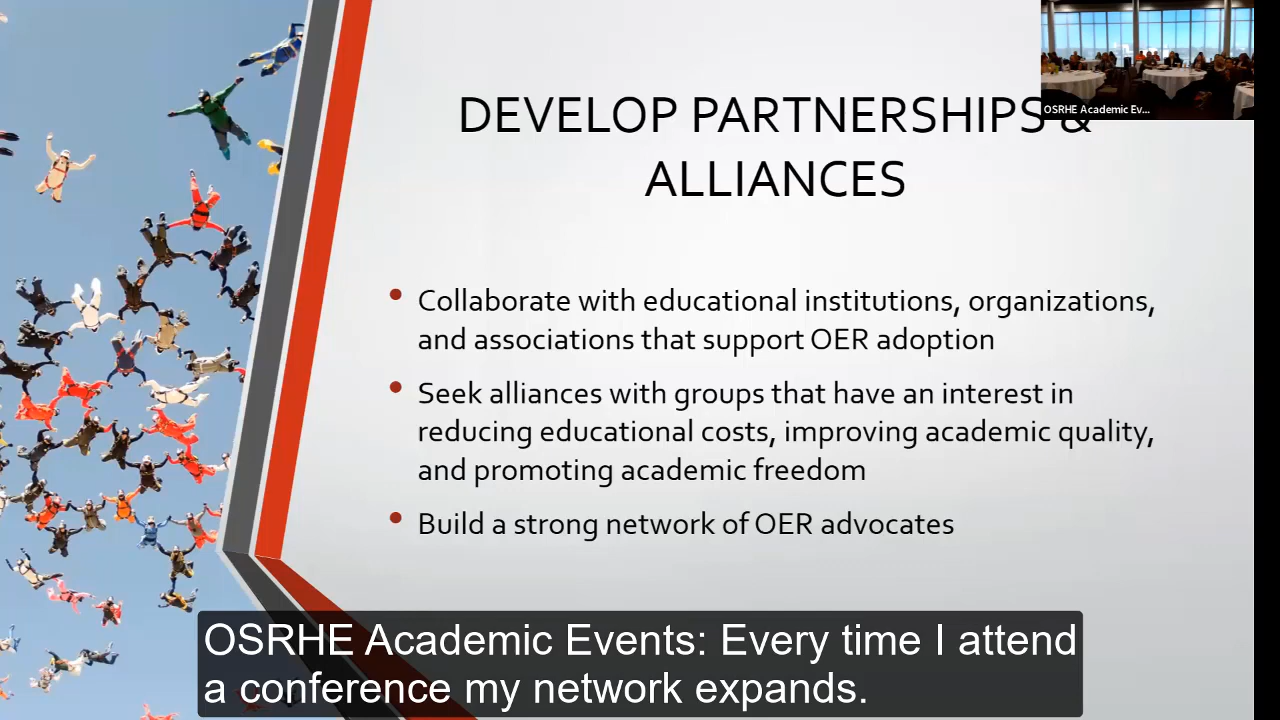 DEVELOP PARTNERSHIPS &
ALLIANCES
OSRHE Academic Ev...
• Collaborate with educational institutions, organizations,
and associations that support OER adoption
• Seek alliances with groups that have an interest in
reducing educational costs, improving academic quality,
and promoting academic freedom
• Build a strong network of OER advocates
OSRHE Academic Events: Every time I attend
a conference my network expands.